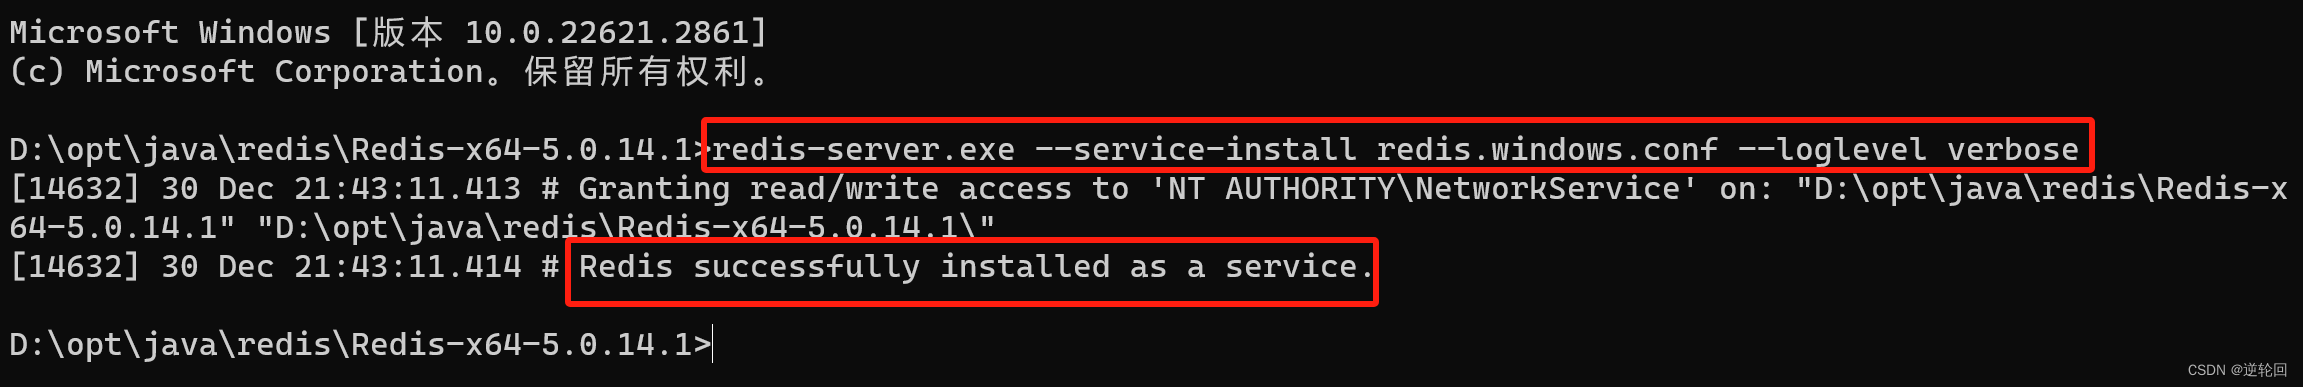 Microsoft Windows [版本 10.0.22621.2861]
(c) Microsoft Corporation。保留所有权利。
D:\opt\java\redis\Redis-x64-5.0.14.1>redis-server.exe --service-install redis.windows.conf --loglevel verbose
[14632] 30 Dec 21:43:11.413 # Granting read/write access to 'NT AUTHORITY\NetworkService' on: "D:\opt\java\redis\Redis-x
64-5.0.14.1" "D:\opt\java\redis\Redis-x64-5.0.14.1\"
[14632] 30 Dec 21:43:11.414 # Redis successfully installed as a service.
D:\opt\java\redis\Redis-x64-5.0.14.1>
CSDN @逆轮回